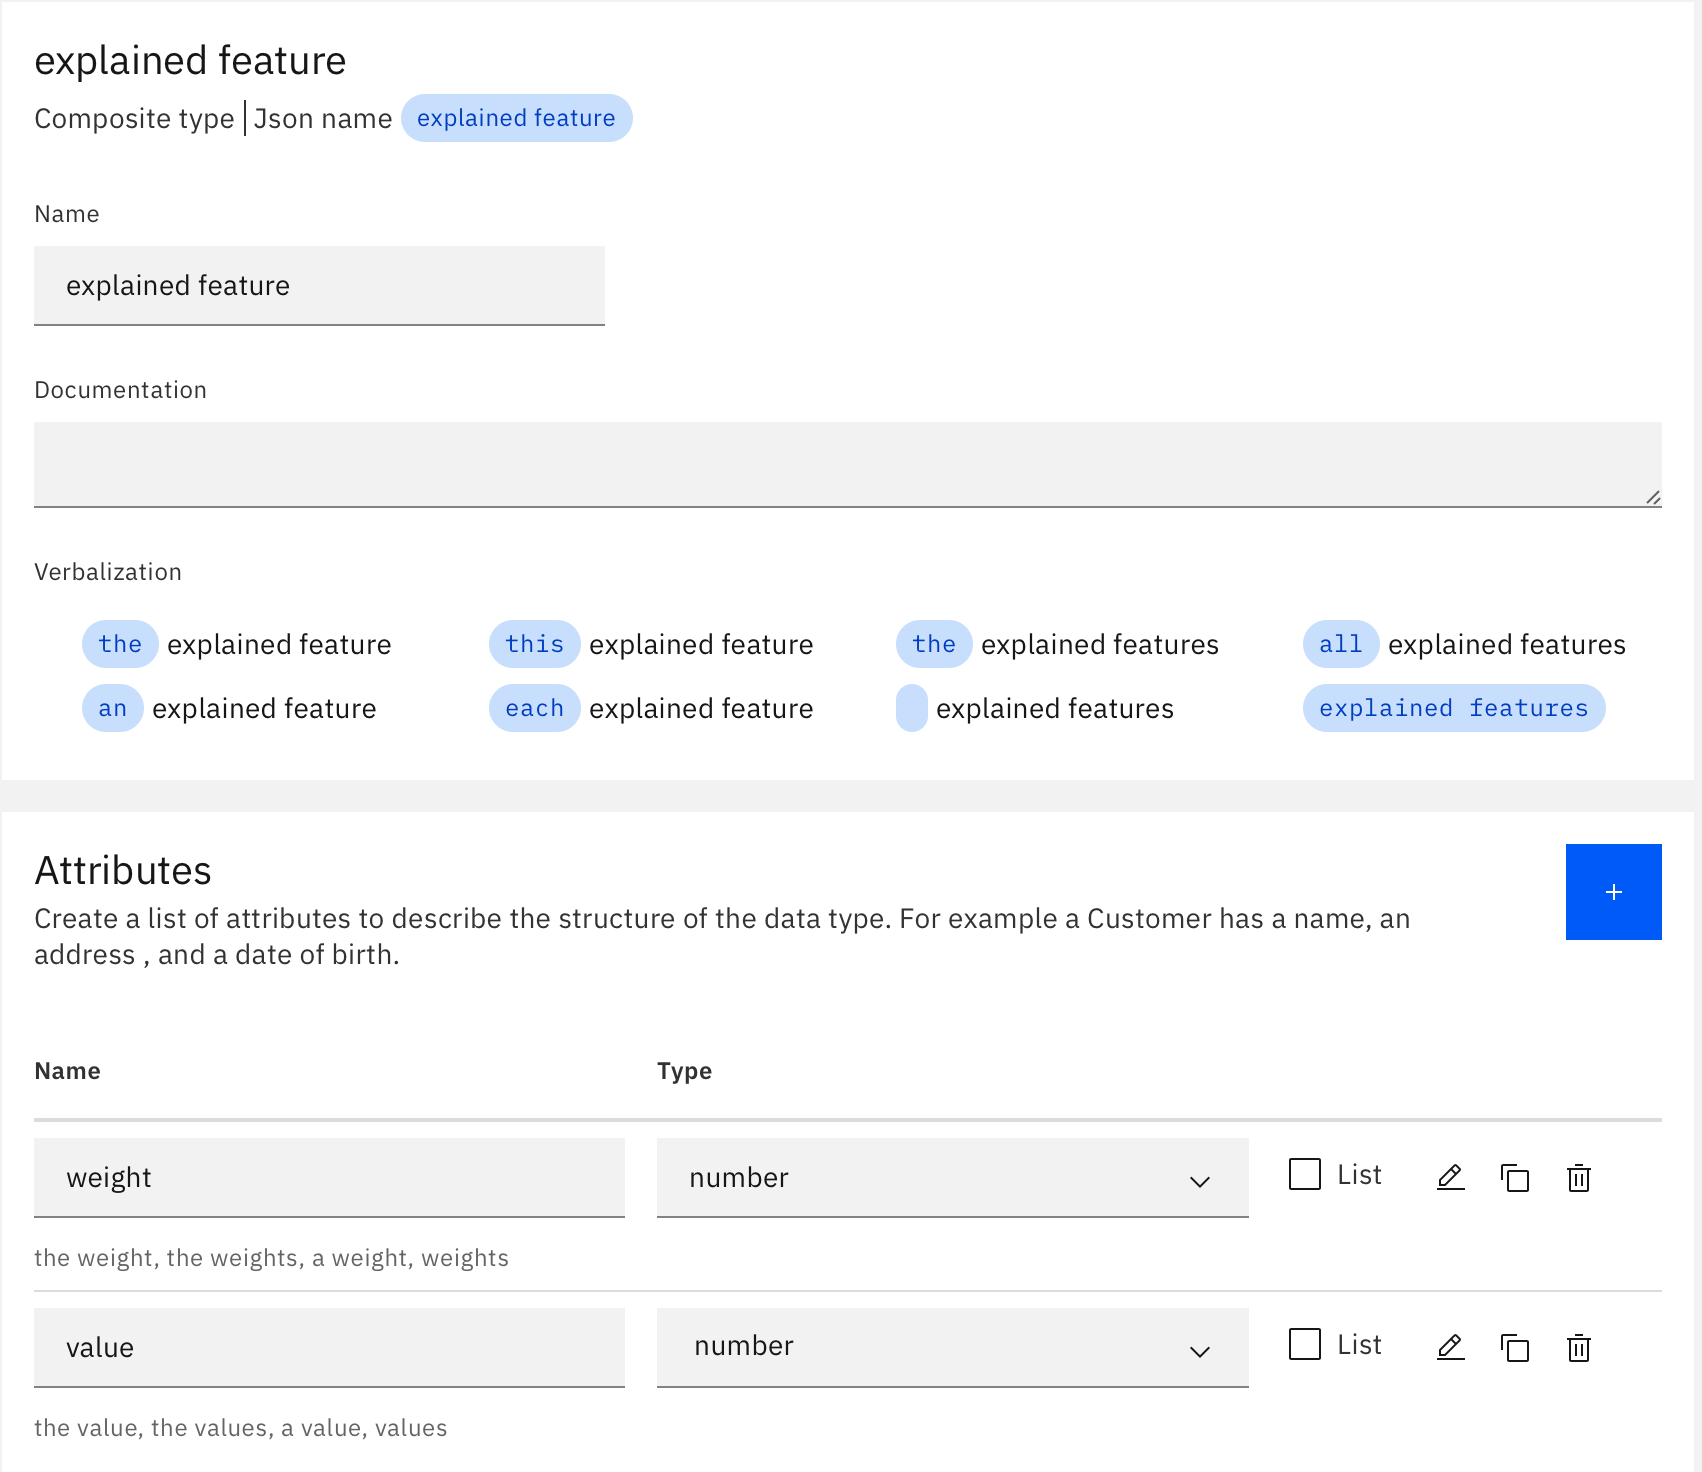 explained feature
Composite type | Json name explained feature
Name
explained feature
Documentation
Verbalization
the explained feature this explained feature the explained features all explained features
an explained feature each explained feature explained features explained features
Attributes
+
Create a list of attributes to describe the structure of the data type. For example a Customer has a name, an
address , and a date of birth.
Name Type
weight number List
the weight, the weights, a weight, weights
value number List
the value, the values, a value, values